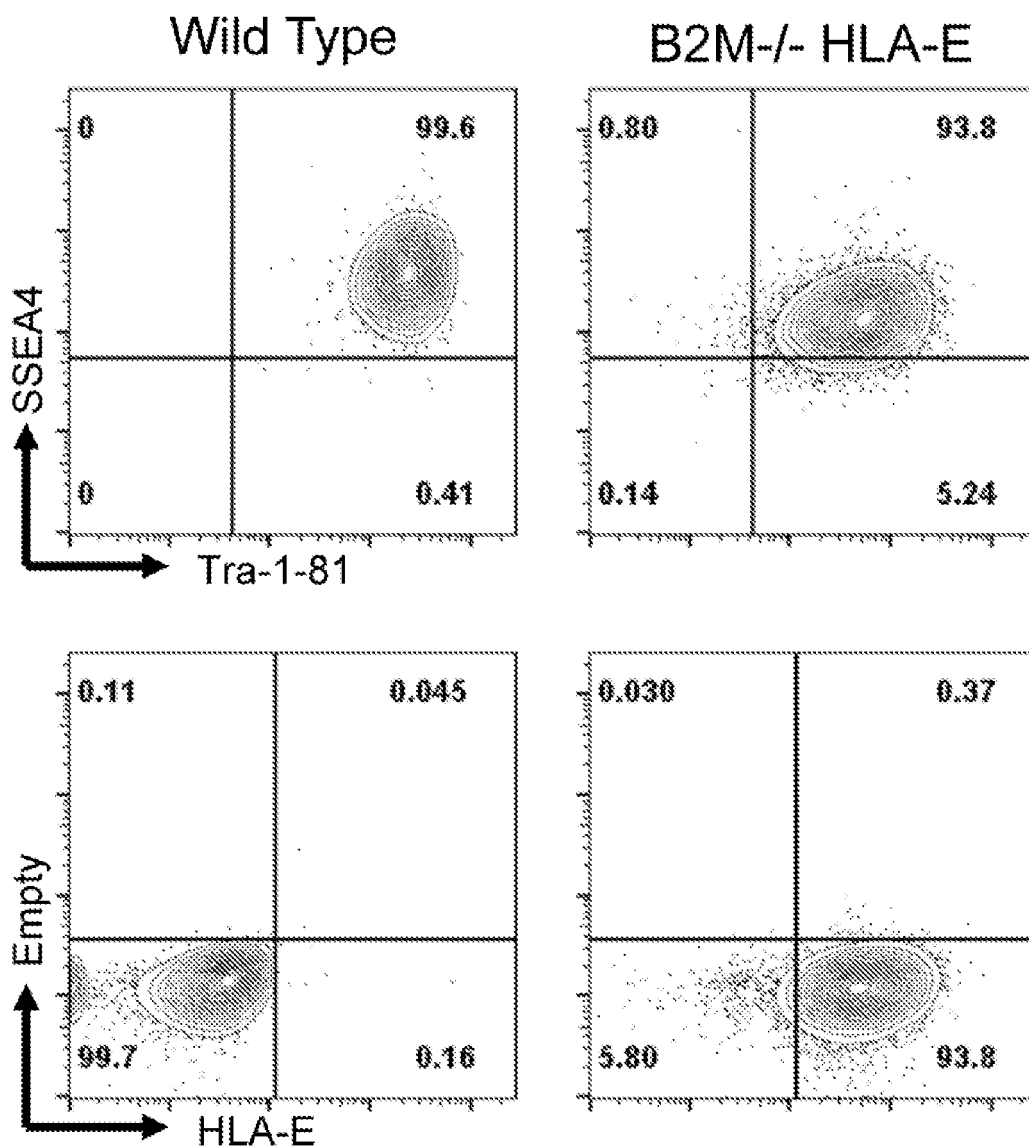 Wild Type
B2M-/- HLA-E
0
99.6
0.80
93.8
SSEA4
0
0.41
0.14
5.24
Tra-1-81
0.11
0.045
0.030
0.37
Empty
99.7
0.16
5.80
93.8
HLA-E